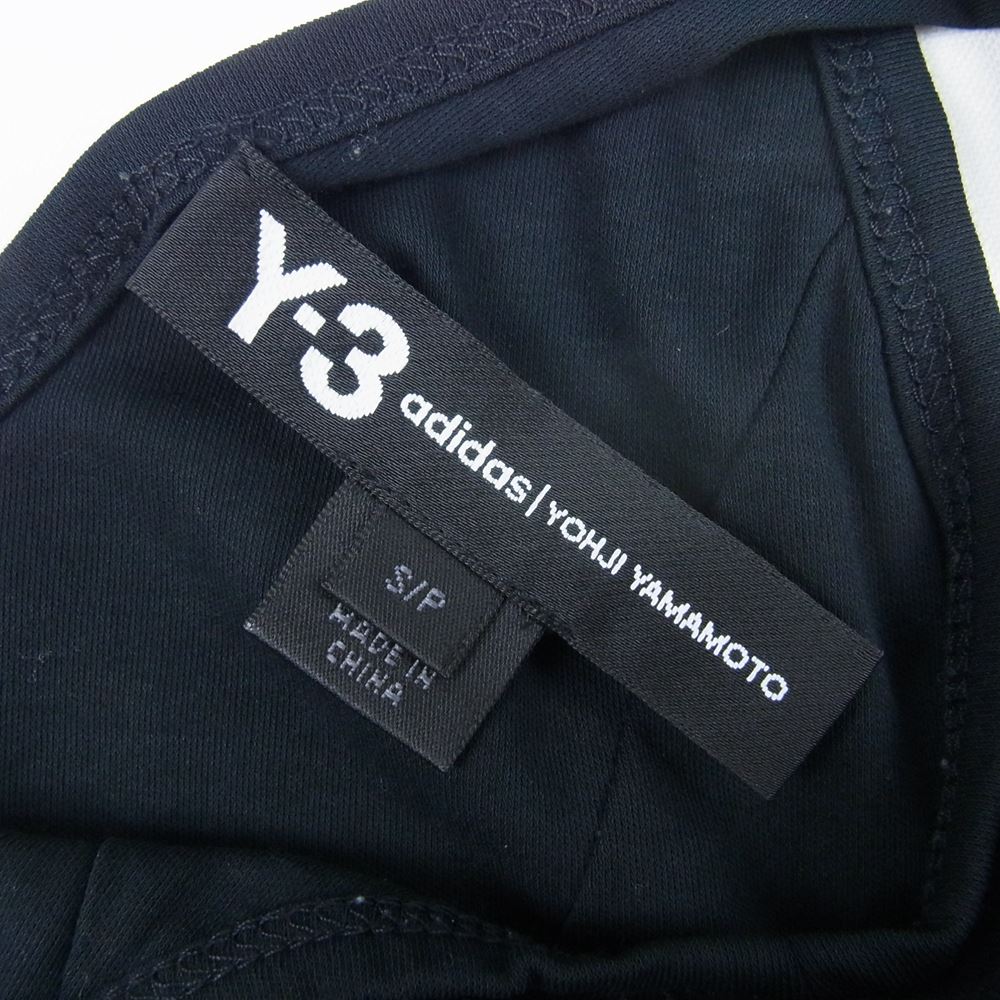 Y-3
adidas | YOHJI YAMAMOTO
S/P
MADE IN
CHINA